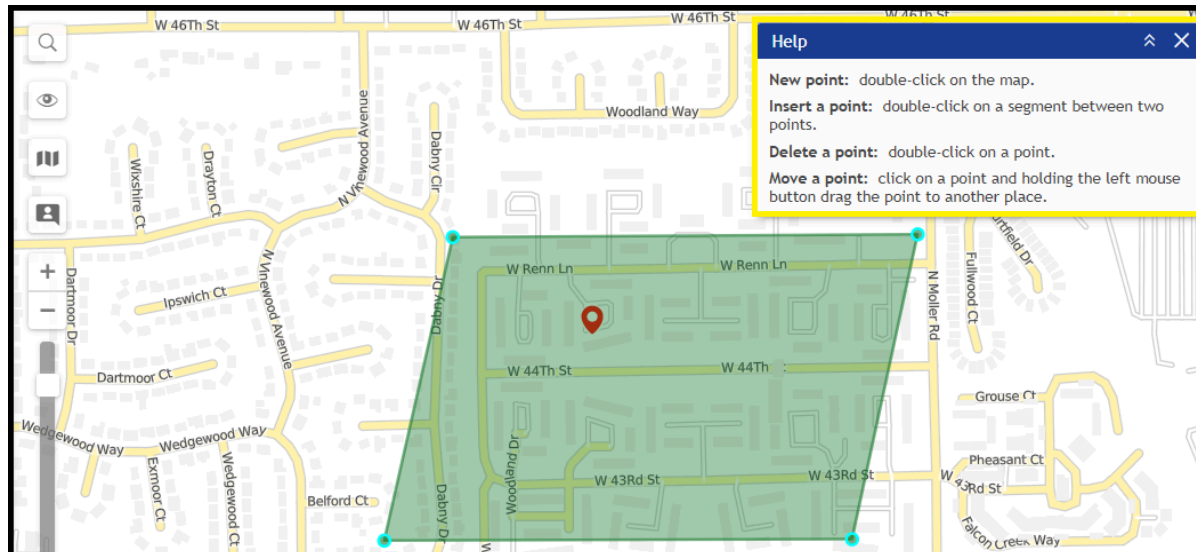 W 46Th St
W 46Th St
W 46Th St
Help
New point: double-click on the map.
Insert a point: double-click on a segment between two
points.
Delete a point: double-click on a point.
Move a point: click on a point and holding the left mouse
button drag the point to another place.
Woodland Way
N Vinewood Avenue
Dabny Cir
Wixshire Ct
Drayton Ct
Dartmoor Dr
N Vinewood Avenue
Ipswich Ct
Dabny Dr
W Renn Ln
W Renn Ln
N Moller Rd
Fullwood Ct
W 44Th St
W 44Th
Dartmoor Ct
Grouse Ct
Wedgewood Way
Wedgewood Way
Exmoor Ct
Wedgewood Ct
Belford Ct
Dabny Dr
Woodland Dr
W 43Rd St
W 43Rd St
W 43Rd St
Pheasant Ct
Falcon Creek Way